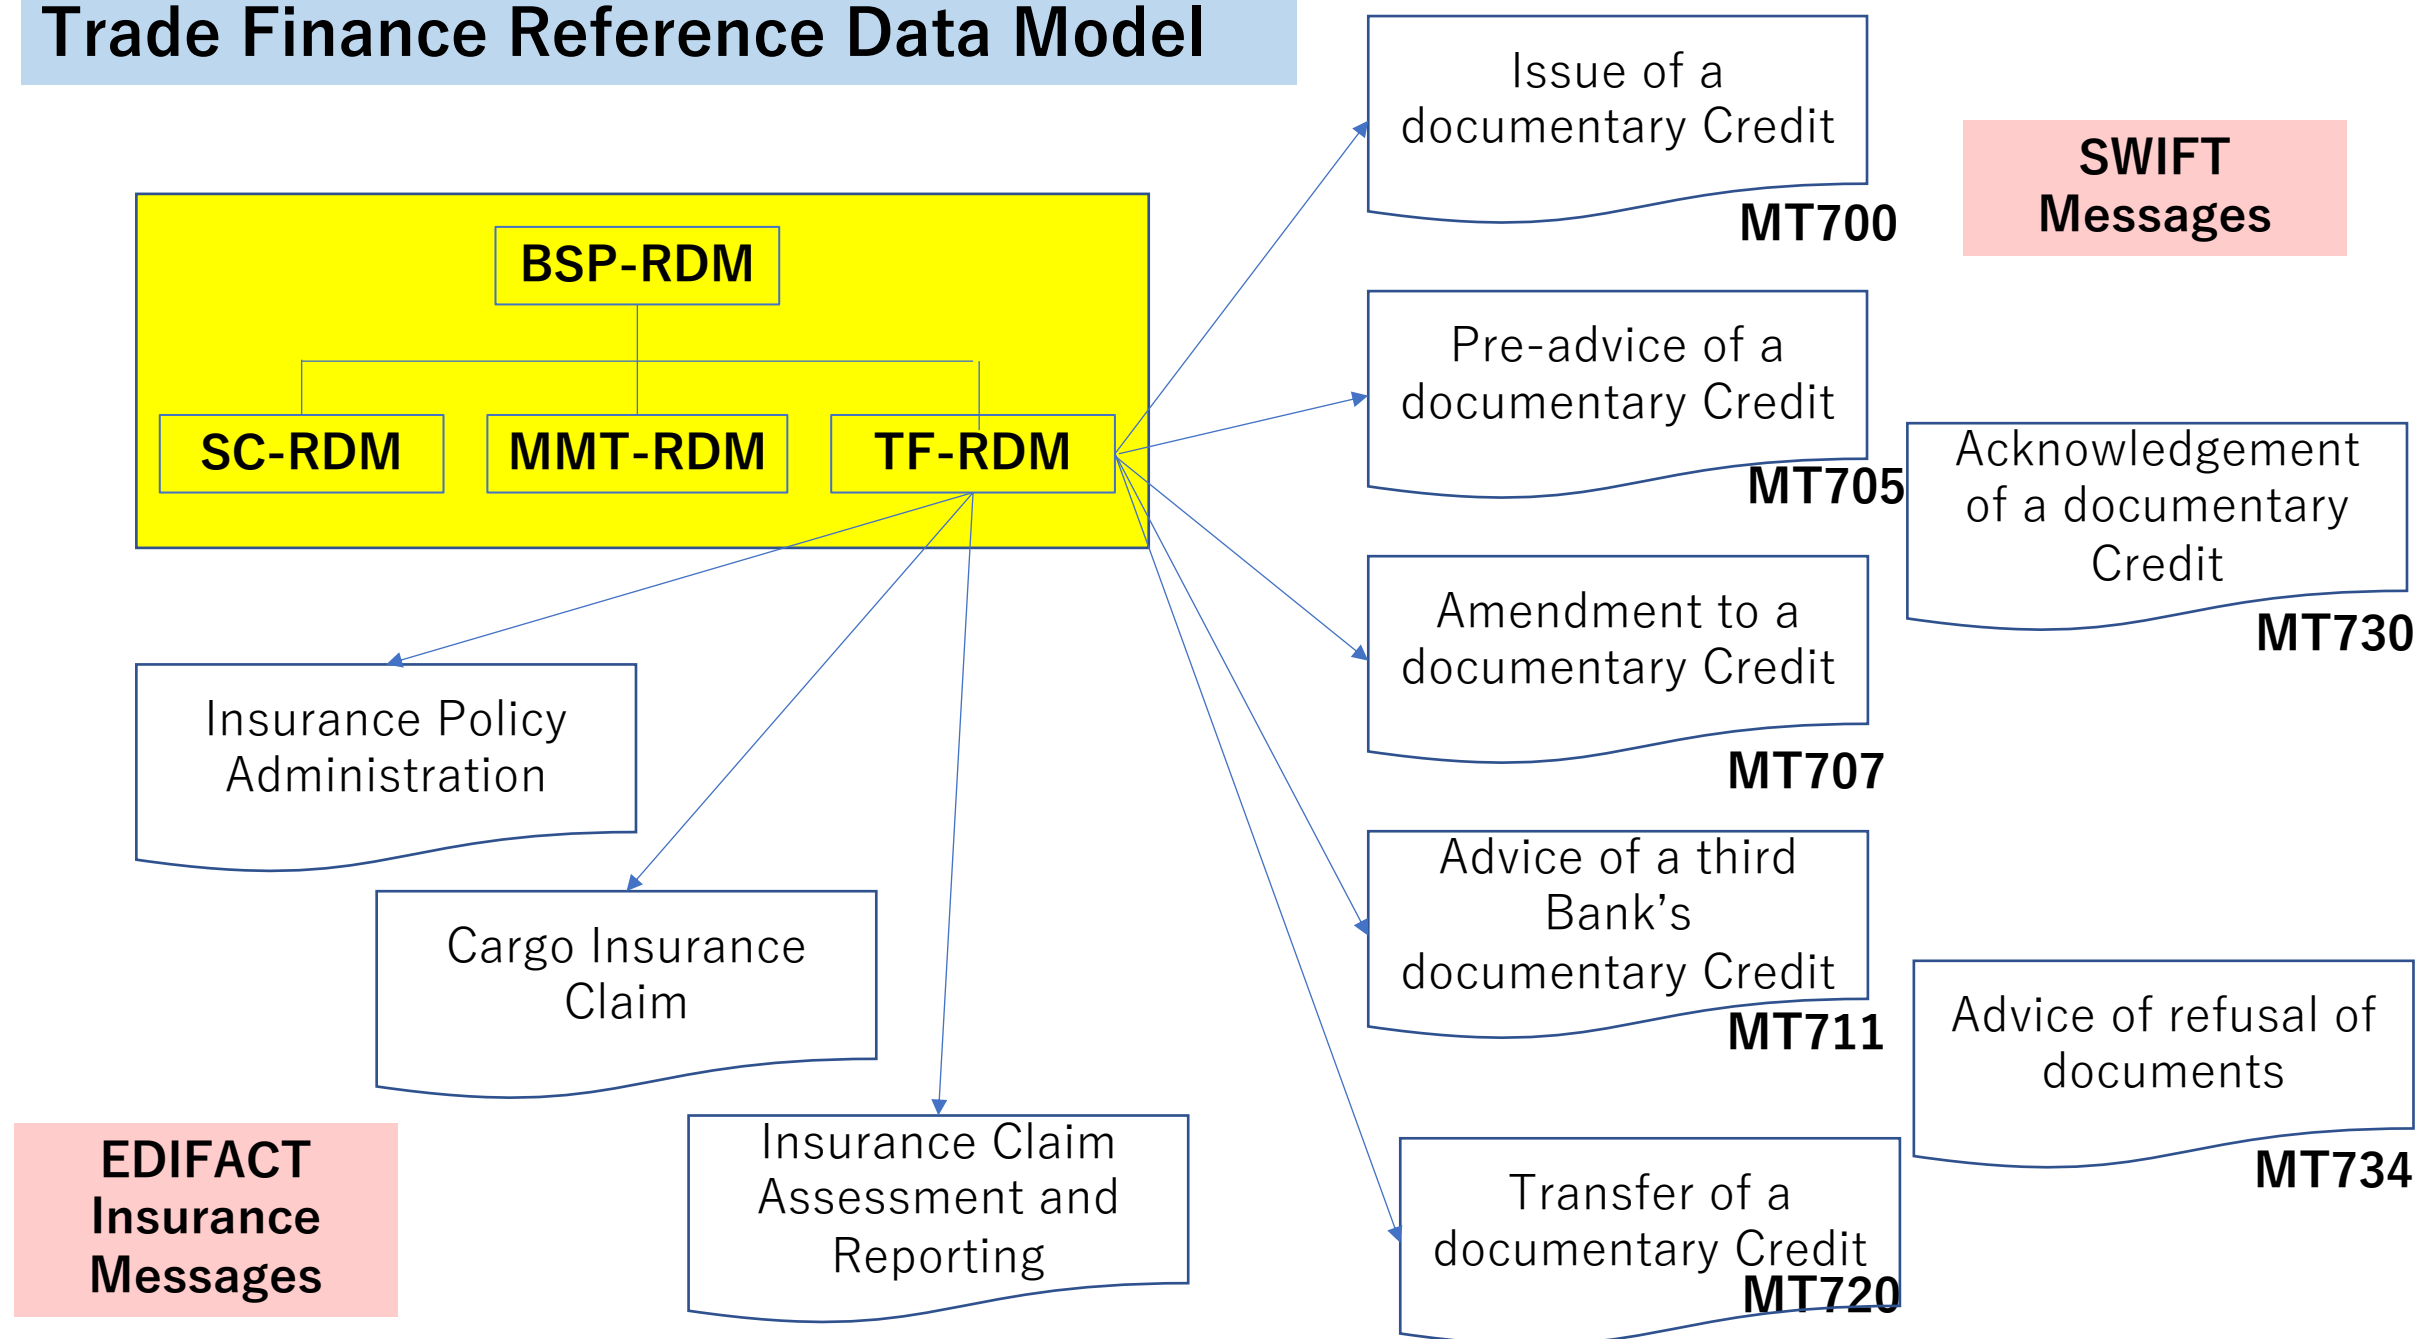 Trade Finance Reference Data Model
BSP-RDM
SC-RDM
MMT-RDM
TF-RDM
Issue of a
documentary Credit
MT700
SWIFT
Messages
Pre-advice of a
documentary Credit
MT705
Acknowledgement
of a documentary
Credit
MT730
Amendment to a
documentary Credit
MT707
Advice of a third
Bank’s
documentary Credit
MT711
Advice of refusal of
documents
MT734
Transfer of a
documentary Credit
MT720
Insurance Policy
Administration
Cargo Insurance
Claim
Insurance Claim
Assessment and
Reporting
EDIFACT
Insurance
Messages